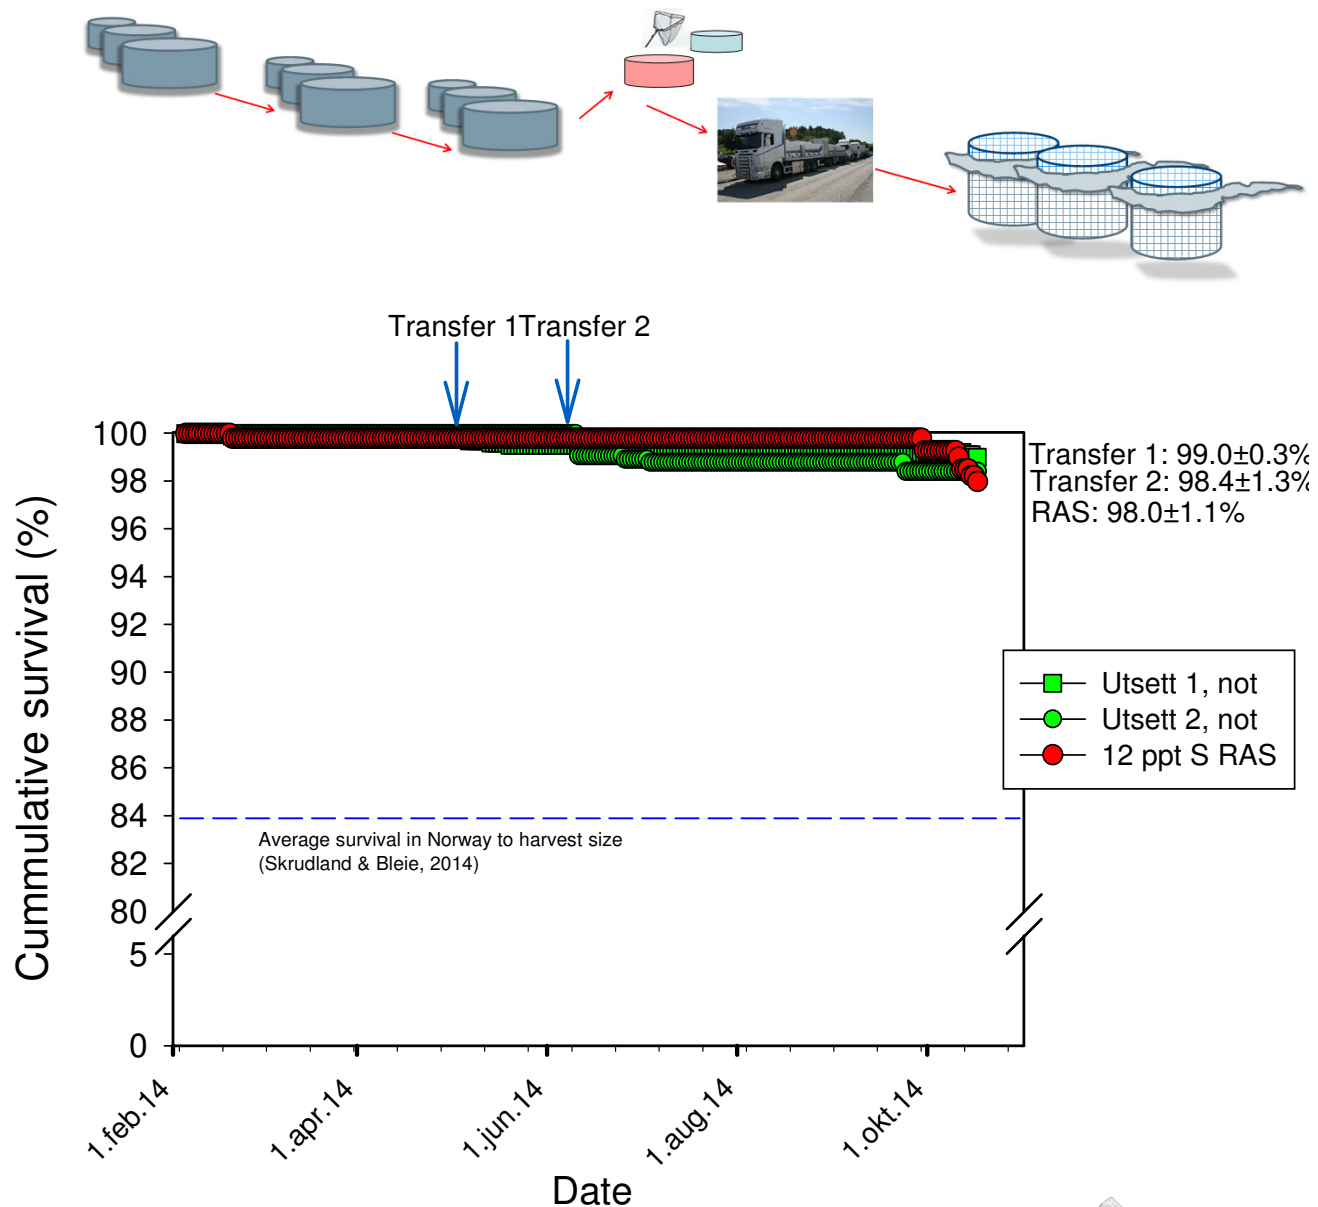 Transfer 1Transfer 2
100
98
96
94
92
90
88
86
84
82
80
5
0
Cummulative survival (%)
Transfer 1: 99.0±0.3%
Transfer 2: 98.4±1.3%
RAS: 98.0±1.1%
Utsett 1, not
Utsett 2, not
12 ppt S RAS
Average survival in Norway to harvest size
(Skrudland & Bleie, 2014)
1.feb.14
1.apr.14
1.jun.14
1.aug.14
1.okt.14
Date